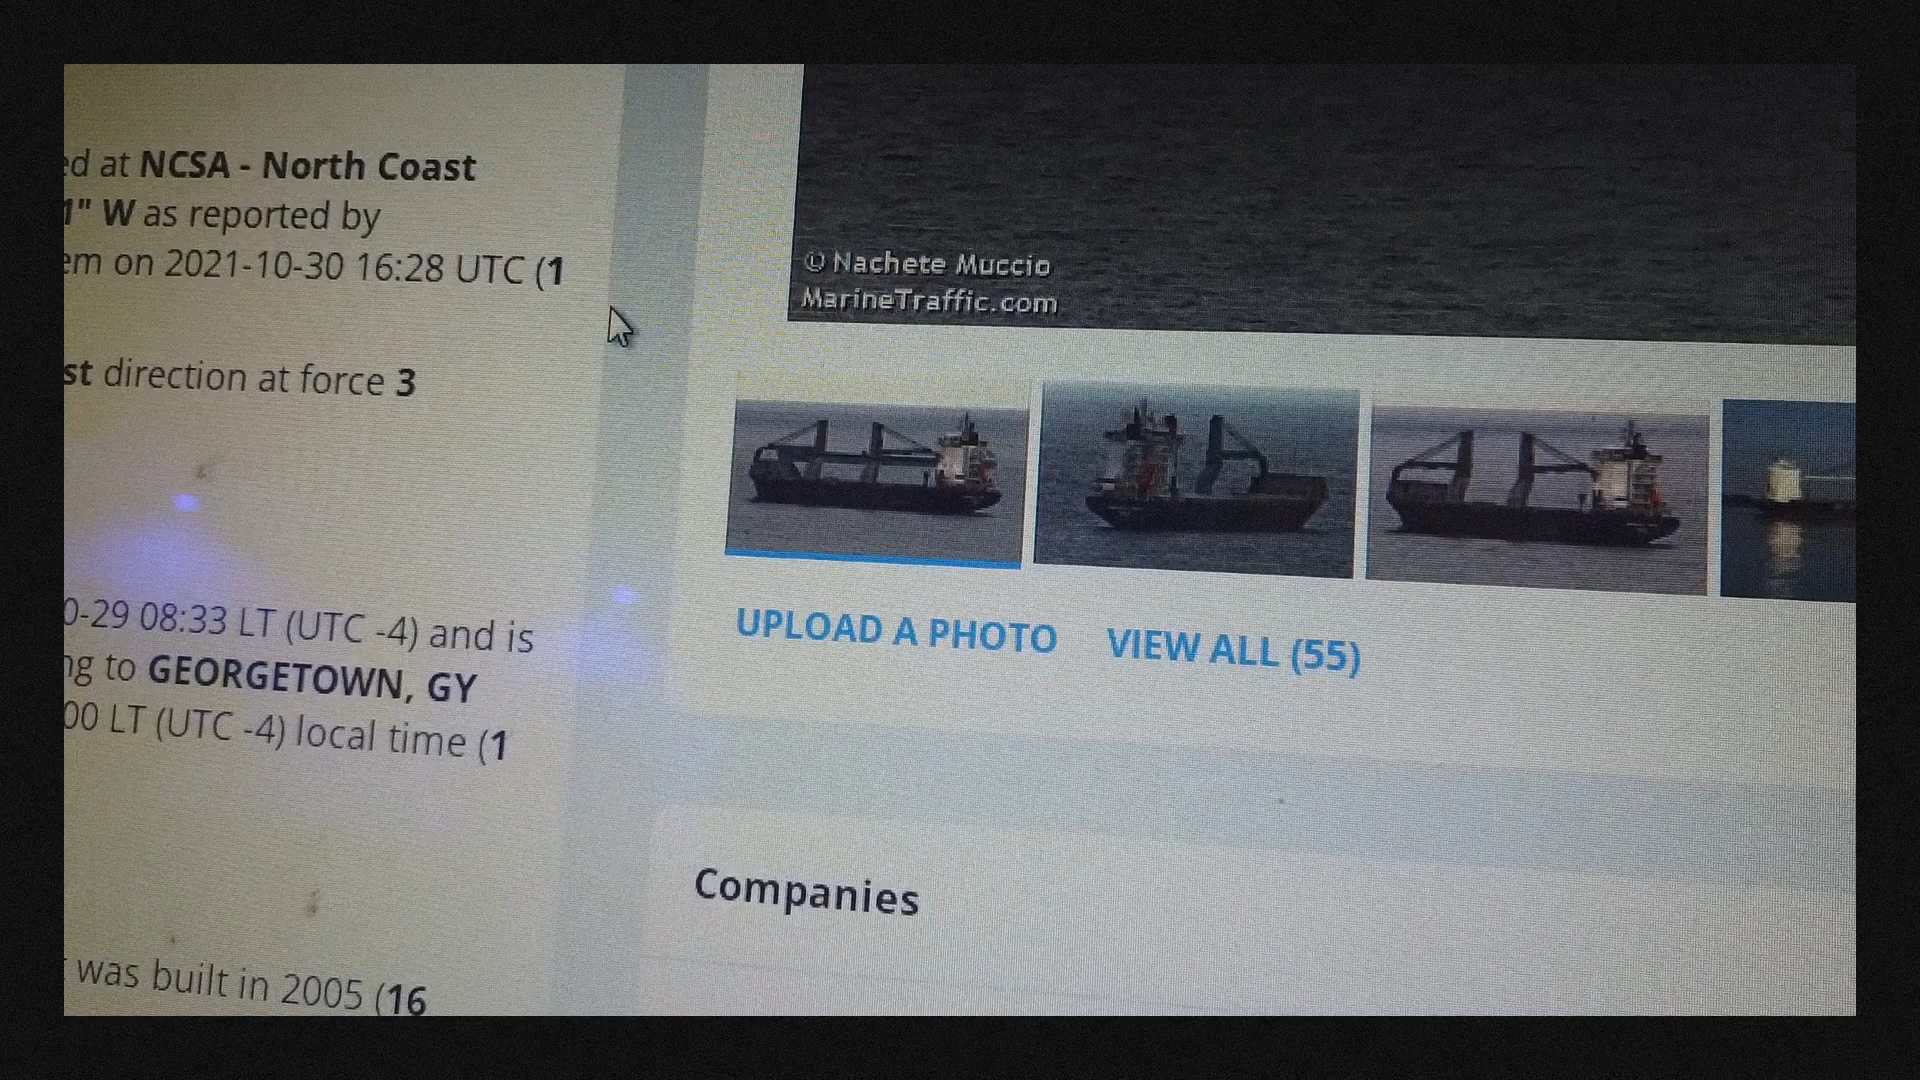 ed at NCSA - North Coast
1" W as reported by
em on 2021-10-30 16:28 UTC (1
st direction at force 3
0-29 08:33 LT (UTC -4) and is
ng to GEORGETOWN, GY
00 LT (UTC -4) local time (1
was built in 2005 (16
© Nachete Muccio
MarineTraffic.com
UPLOAD A PHOTO VIEW ALL (55)
Companies